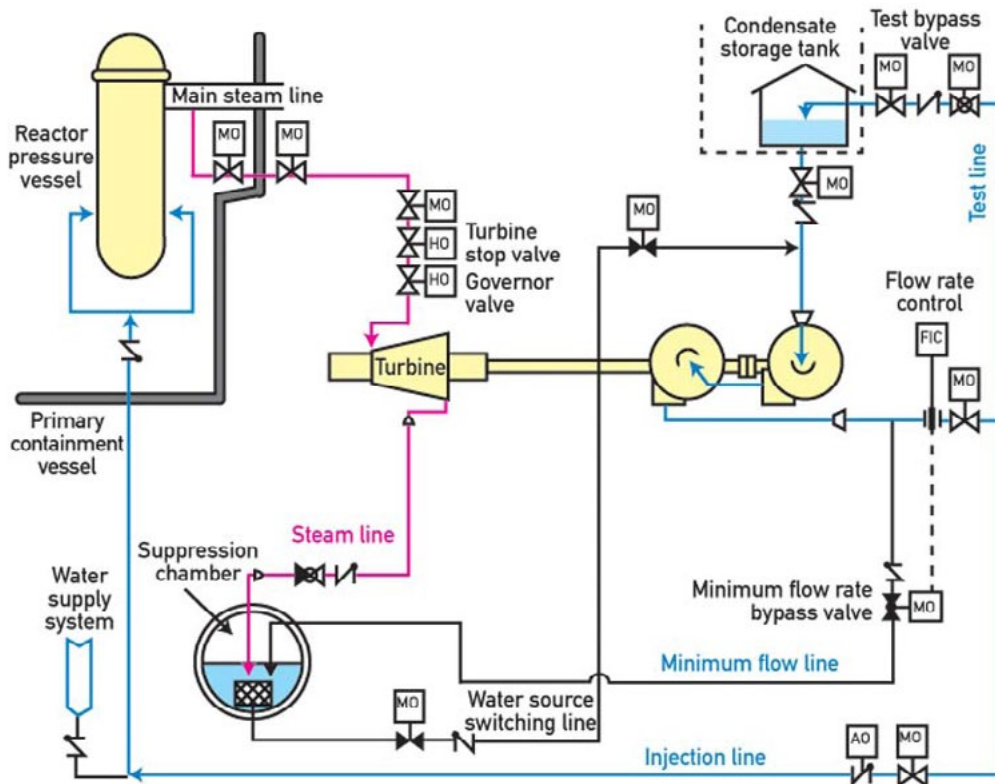 Condensate
storage tank
Test bypass
valve
MO
MO
Main steam line
Reactor
pressure
vessel
MO
MO
MO
MO
HO
Turbine
stop valve
HO
Governor
valve
MO
Test line
Flow rate
control
FIC
MO
Turbine
Primary
containment
vessel
Steam line
Suppression
chamber
Water
supply
system
Minimum flow rate
bypass valve
MO
Minimum flow line
MO
Water source
switching line
Injection line
AO
MO